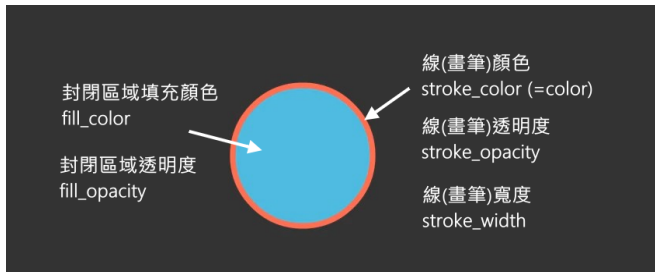 封閉區域填充顏色
fill_color
封閉區域透明度
fill_opacity
線(畫筆)顏色
stroke_color (=color)
線(畫筆)透明度
stroke_opacity
線(畫筆)寬度
stroke_width